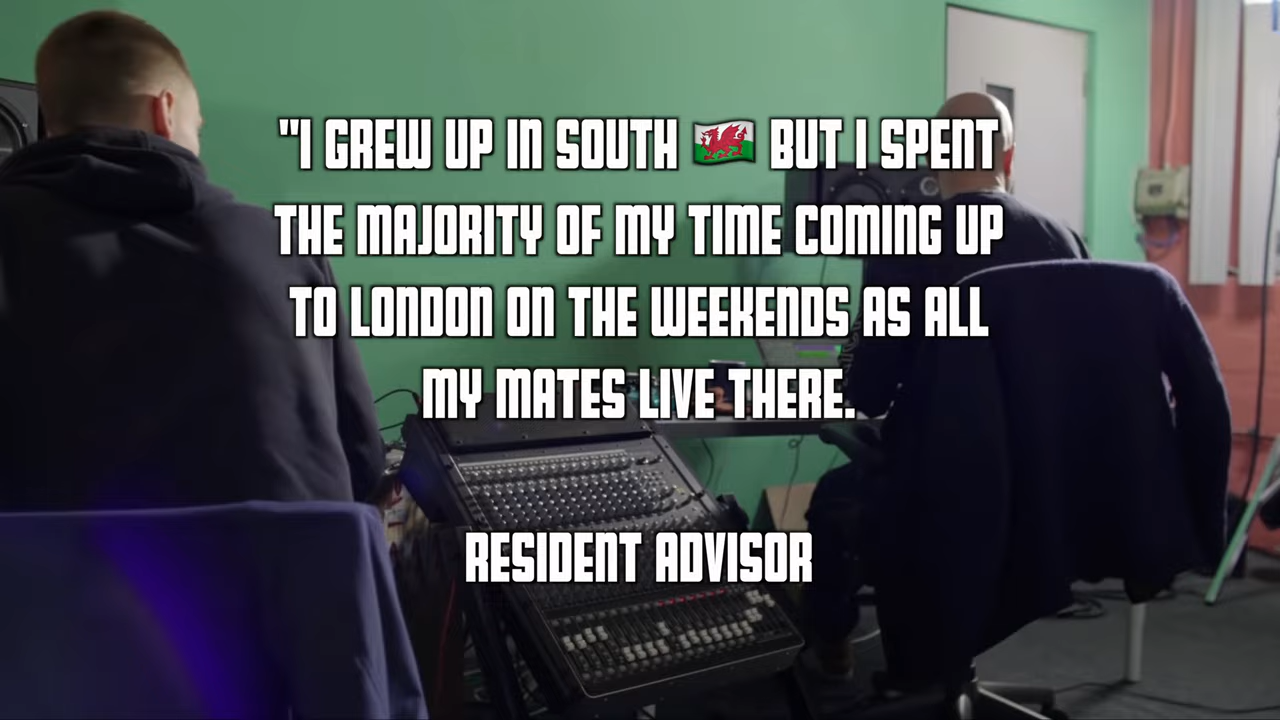 "I GREW UP IN SOUTH 🏴󠁧󠁢󠁷󠁬󠁳󠁿 BUT I SPENT
THE MAJORITY OF MY TIME COMING UP
TO LONDON ON THE WEEKENDS AS ALL
MY MATES LIVE THERE.
RESIDENT ADVISOR